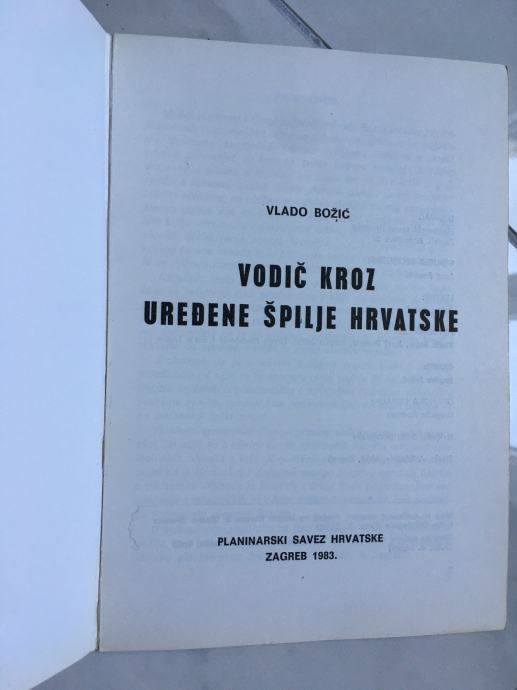 VLADO BOŽIĆ
VODIČ KROZ
UREĐENE ŠPILJE HRVATSKE
PLANINARSKI SAVEZ HRVATSKE
ZAGREB 1983.